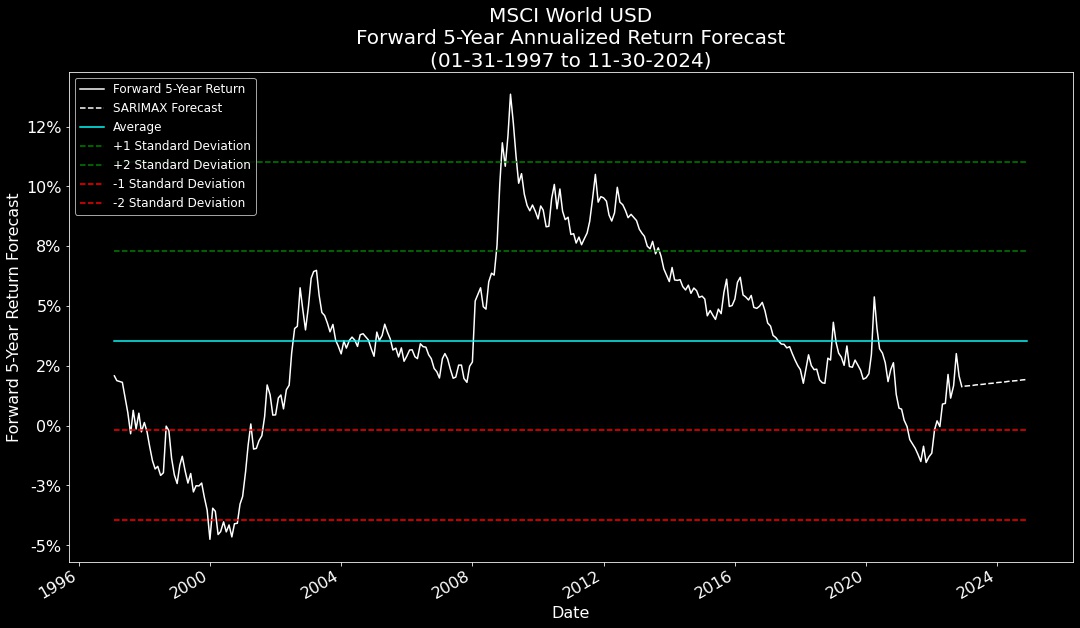 MSCI World USD
Forward 5-Year Annualized Return Forecast
(01-31-1997 to 11-30-2024)
Forward 5-Year Return
SARIMAX Forecast
Average
+1 Standard Deviation
+2 Standard Deviation
-1 Standard Deviation
-2 Standard Deviation
Forward 5-Year Return Forecast
12%
10%
8%
5%
2%
0%
-3%
-5%
1996
2000
2004
2008
2012
2016
2020
2024
Date